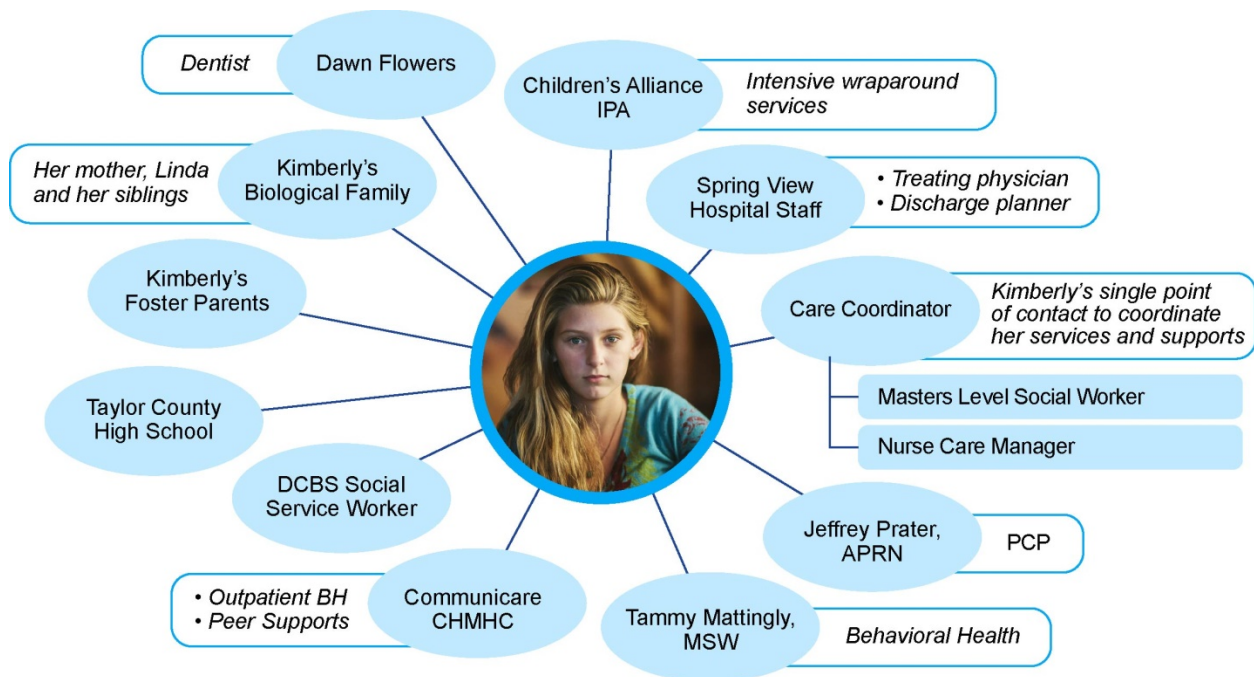 Dentist
Dawn Flowers
Children's Alliance
IPA
Intensive wraparound
services
Her mother, Linda
and her siblings
Kimberly's
Biological Family
Spring View
Hospital Staff
• Treating physician
• Discharge planner
Kimberly's
Foster Parents
Care Coordinator
Kimberly's single point
of contact to coordinate
her services and supports
Masters Level Social Worker
Nurse Care Manager
Taylor County
High School
DCBS Social
Service Worker
Jeffrey Prater,
APRN
PCP
• Outpatient BH
• Peer Supports
Communicare
CHMHC
Tammy Mattingly,
MSW
Behavioral Health